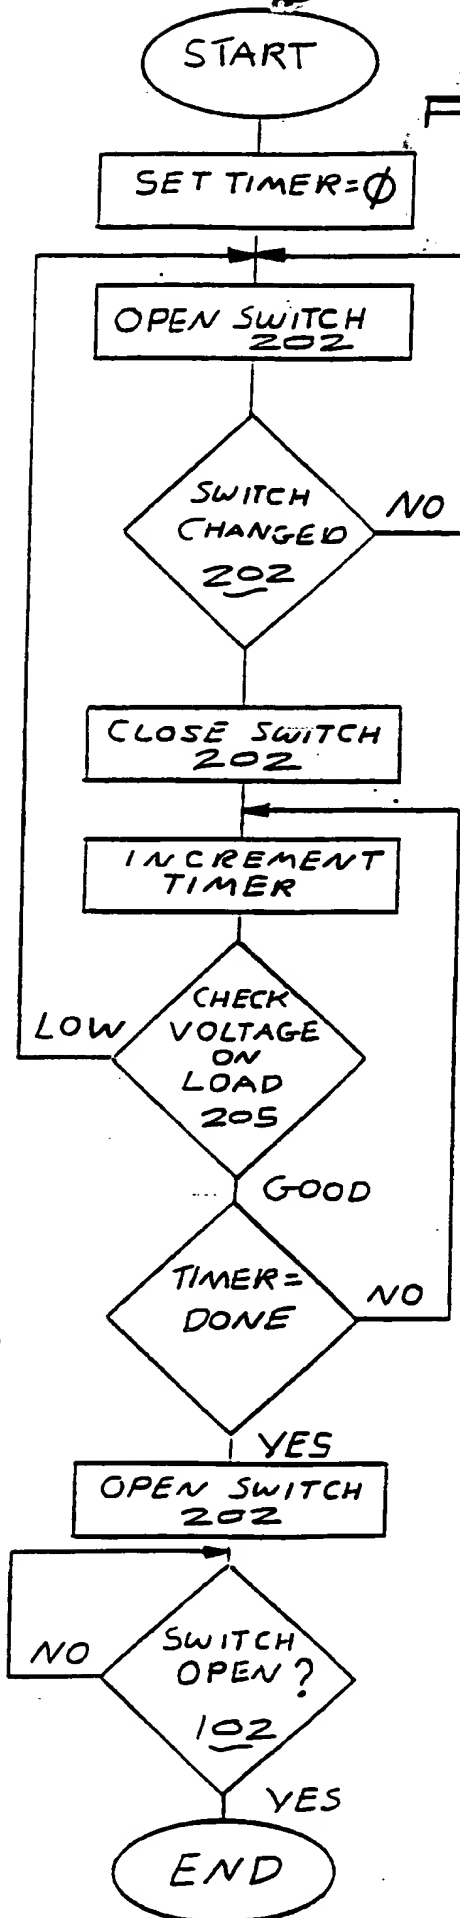 START
SET TIMER=Ø
OPEN SWITCH
202
SWITCH
CHANGED
202
NO
CLOSE SWITCH
202
INCREMENT
TIMER
CHECK
VOLTAGE
ON
LOAD
205
LOW
GOOD
TIMER=
DONE
NO
YES
OPEN SWITCH
202
SWITCH
OPEN?
102
NO
YES
END